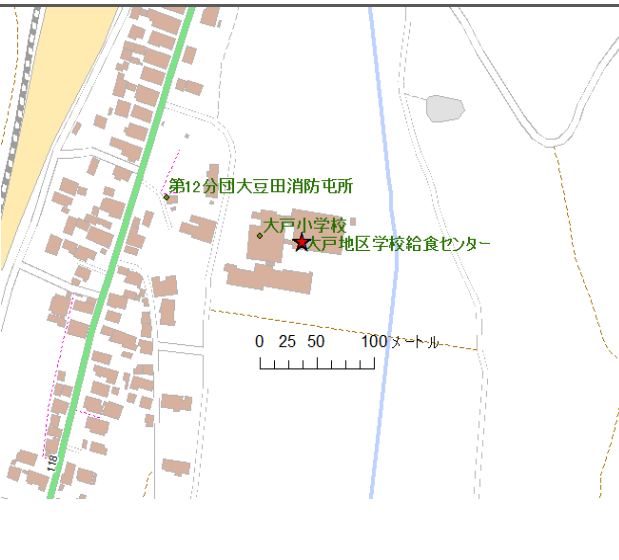 第12分団大豆田消防屯所
大戸小学校
大戸地区学校給食センター
0 25 50 100メートル
118